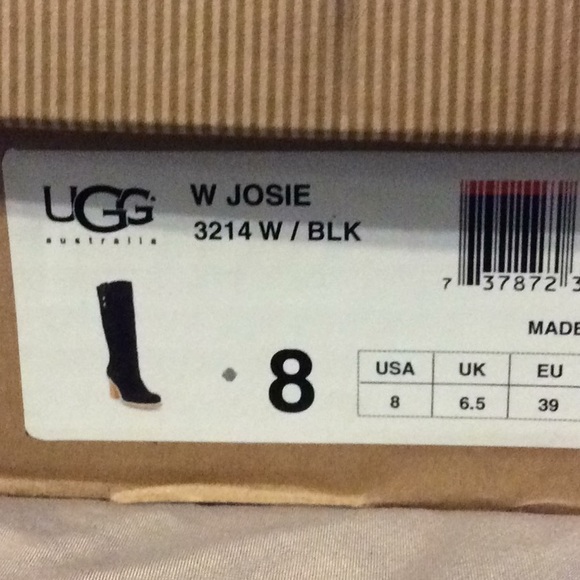 UGG
australia
W JOSIE
3214 W / BLK
7 37872 3
MADE
8
USA UK EU
8 6.5 39